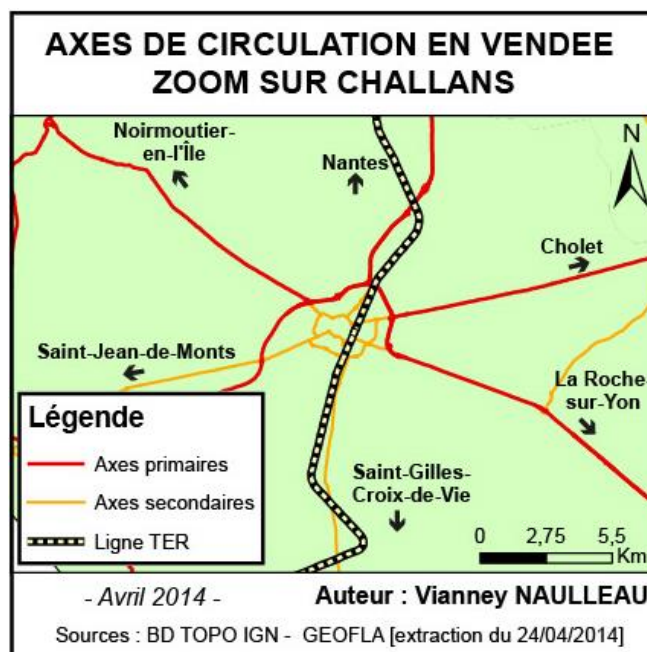 AXES DE CIRCULATION EN VENDEE
ZOOM SUR CHALLANS
Noirmoutier-
en-l'Île
Nantes
N
Cholet
Saint-Jean-de-Monts
La Roche-
sur-Yon
Légende
Axes primaires
Axes secondaires
Ligne TER
Saint-Gilles-
Croix-de-Vie
0 2,75 5,5
Km
- Avril 2014 - Auteur : Vianney NAULLEAU
Sources : BD TOPO IGN - GEOFLA [extraction du 24/04/2014]